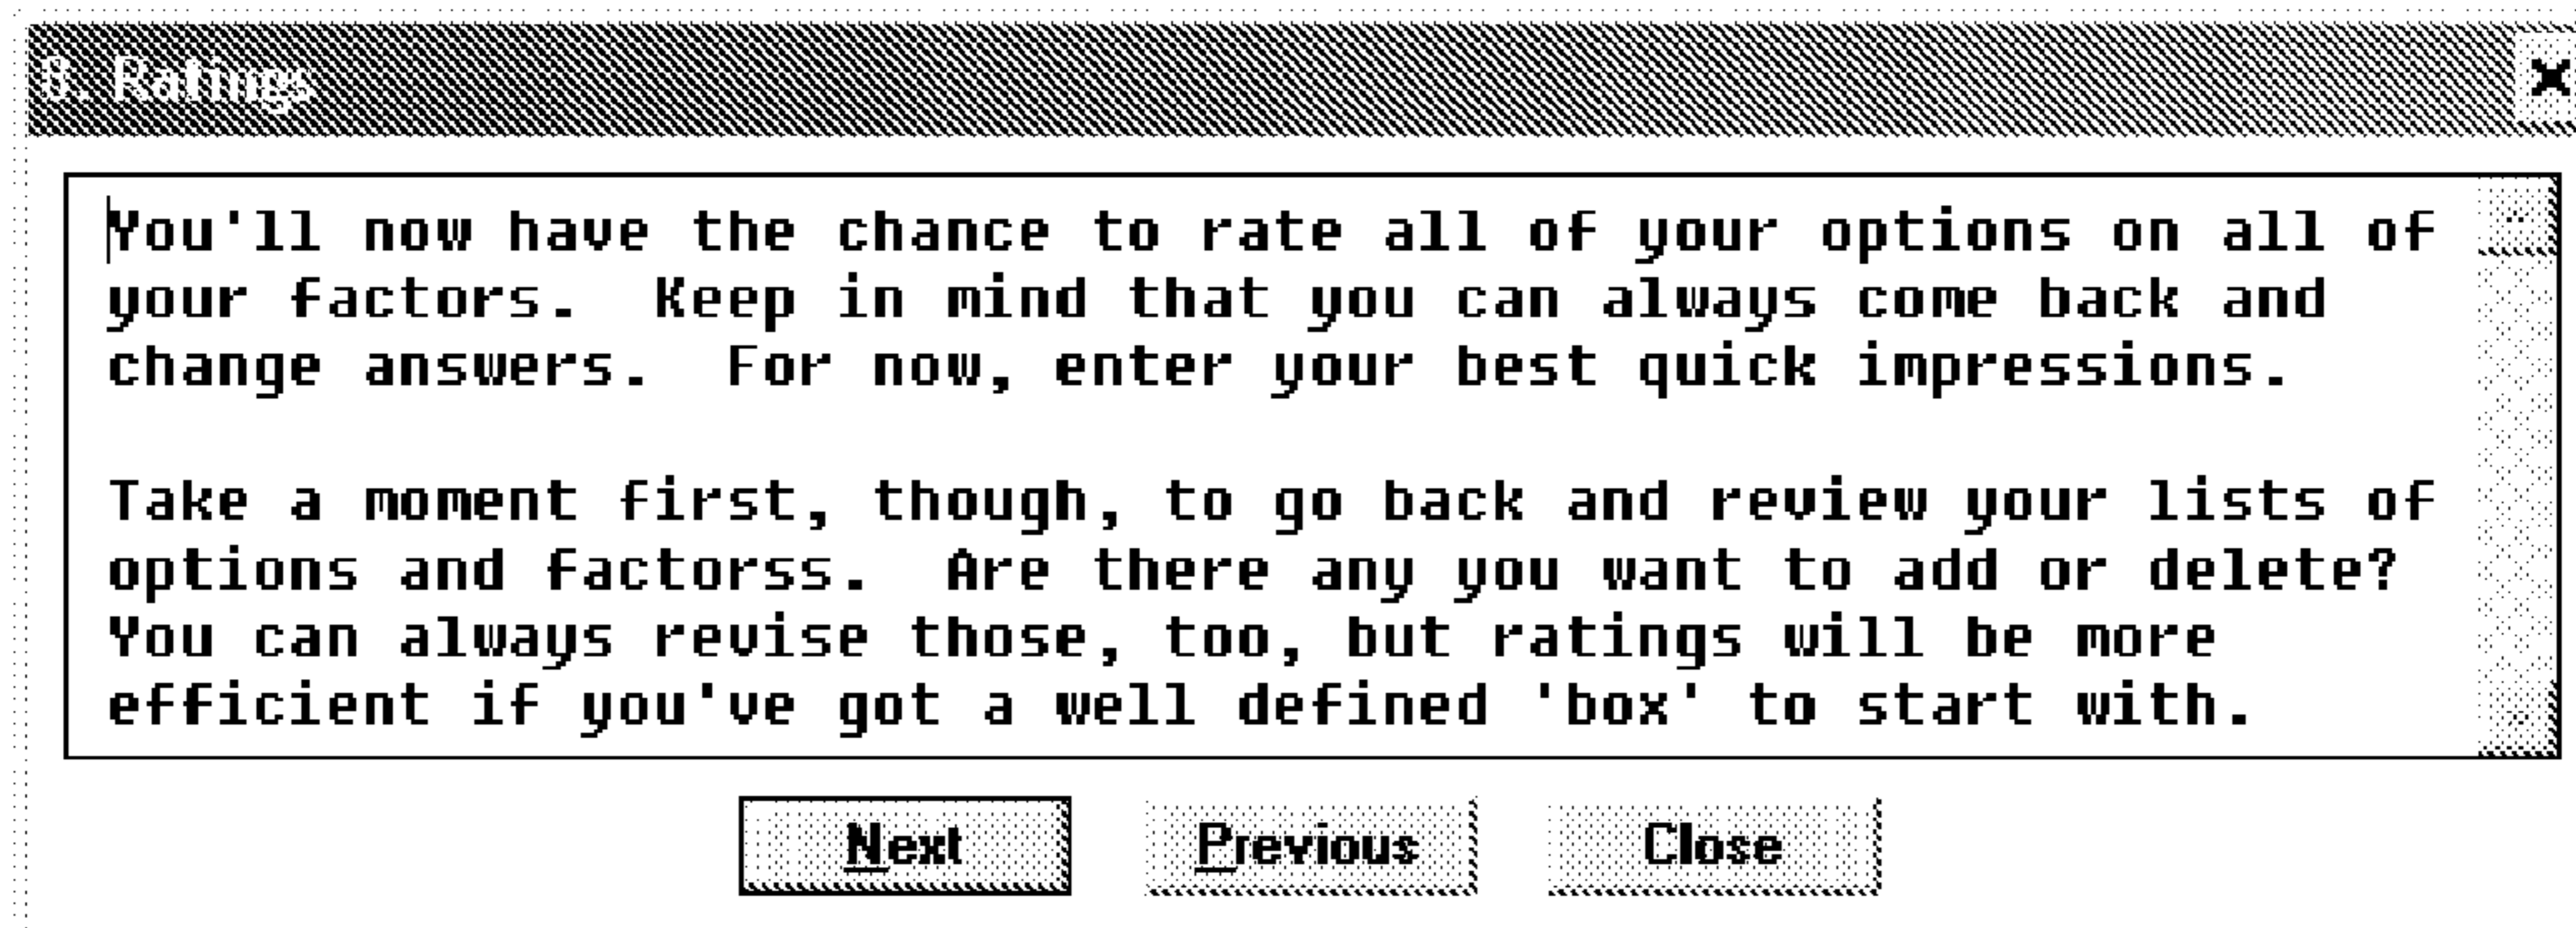 8. Ratings
You'll now have the chance to rate all of your options on all of
your factors.  Keep in mind that you can always come back and
change answers.  For now, enter your best quick impressions.

Take a moment first, though, to go back and review your lists of
options and factorss.  Are there any you want to add or delete?
You can always revise those, too, but ratings will be more
efficient if you've got a well defined 'box' to start with.
Next Previous Close